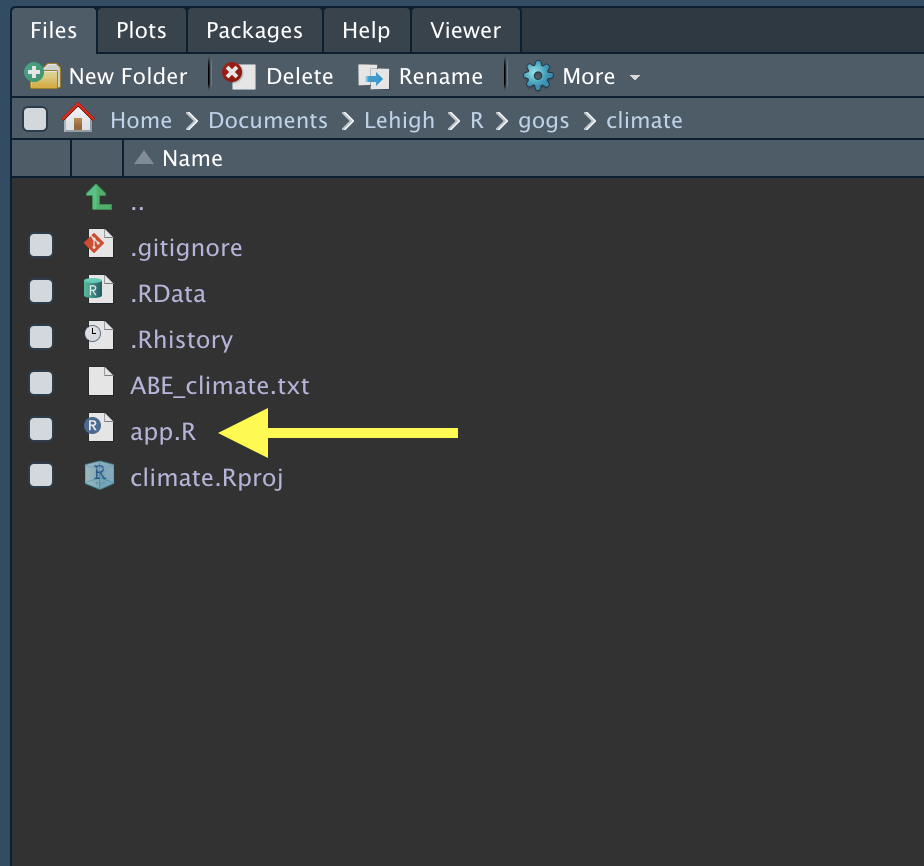 Files Plots Packages Help Viewer
New Folder Delete Rename More
Home Documents Lehigh R gogs climate
Name
..
.gitignore
R .RData
.Rhistory
ABE_climate.txt
R app.R
R climate.Rproj